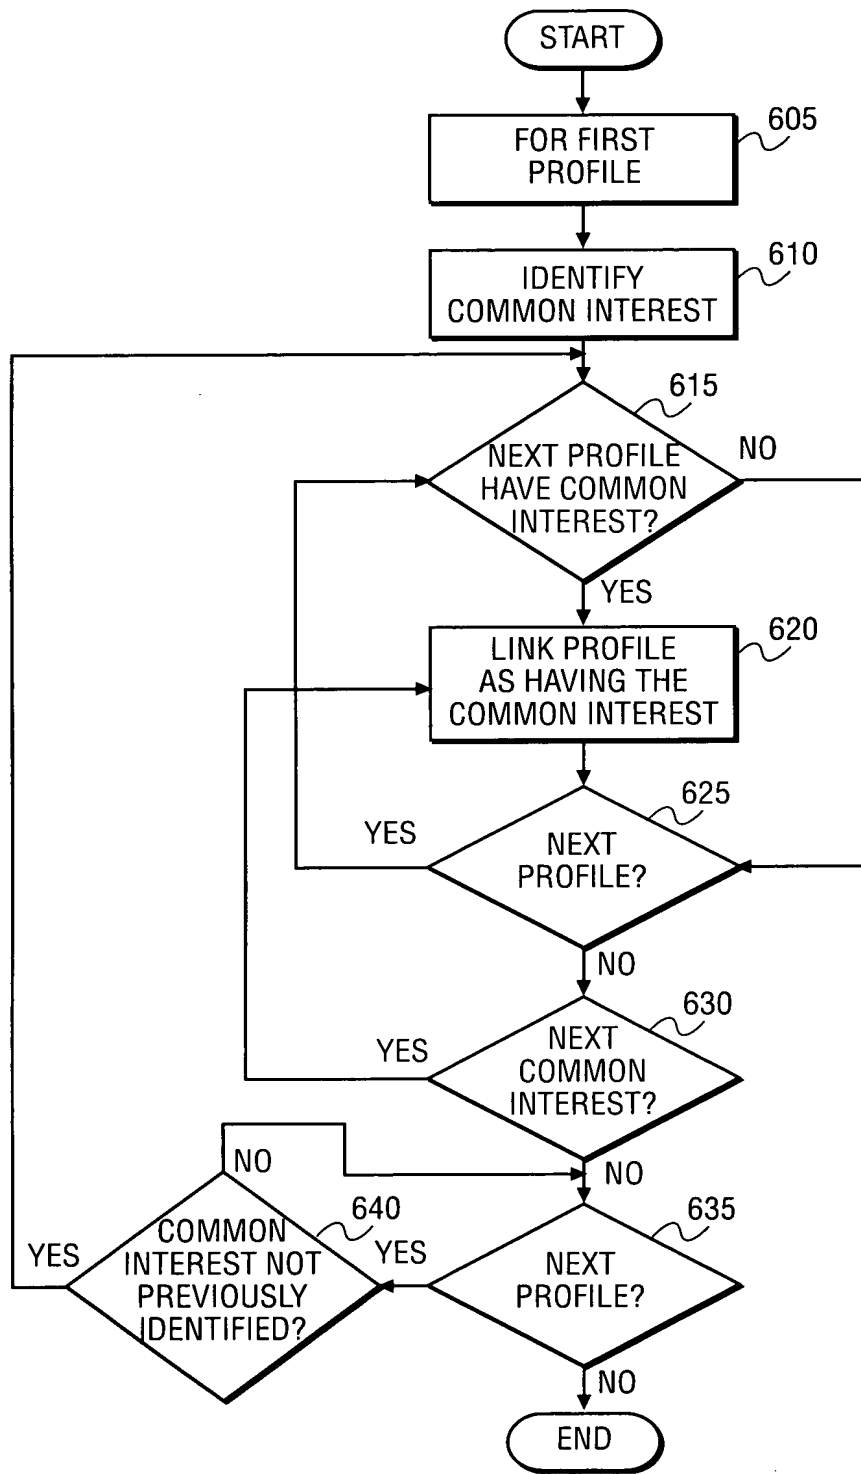 START
605
FOR FIRST
PROFILE
610
IDENTIFY
COMMON INTEREST
615
NEXT PROFILE
HAVE COMMON
INTEREST?
NO
YES
620
LINK PROFILE
AS HAVING THE
COMMON INTEREST
625
YES
NEXT
PROFILE?
NO
630
YES
NEXT
COMMON
INTEREST?
NO
NO
640
635
YES
COMMON
INTEREST NOT
PREVIOUSLY
IDENTIFIED?
YES
NEXT
PROFILE?
NO
END